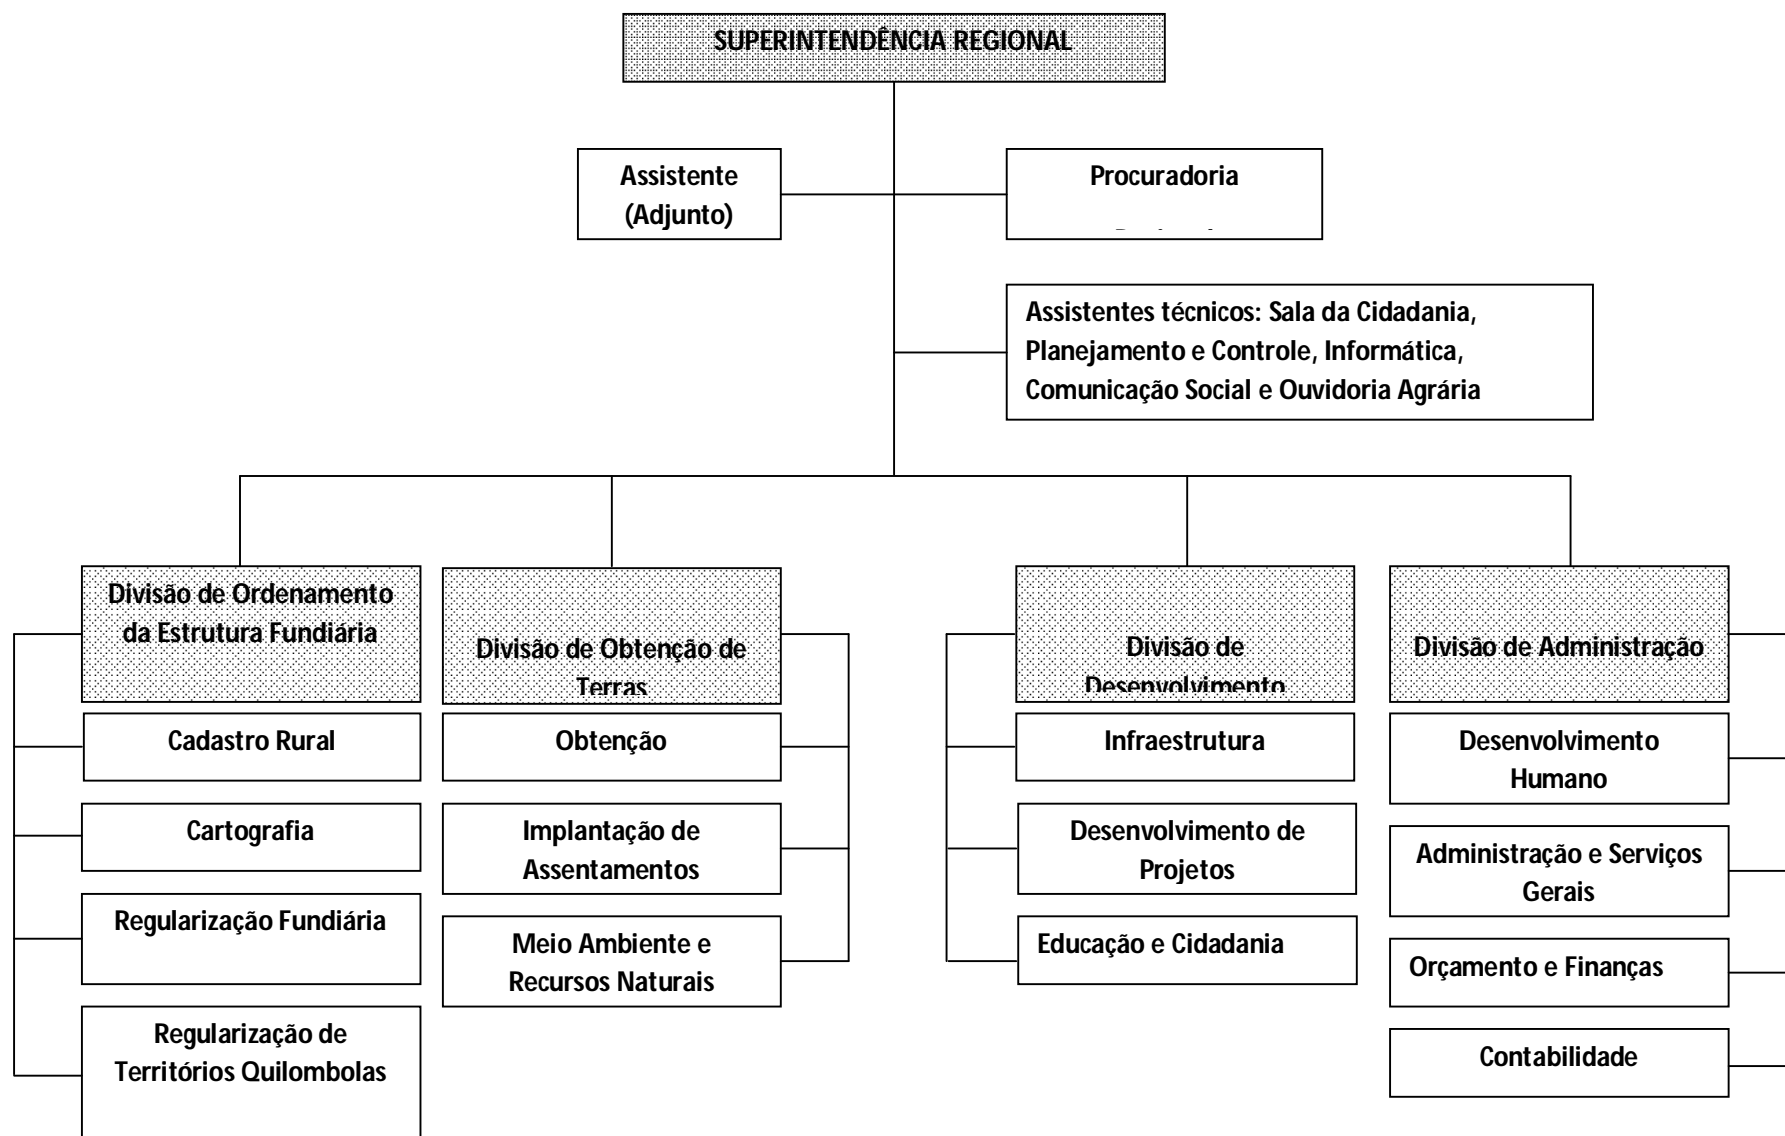 SUPERINTENDÊNCIA REGIONAL
Assistente
(Adjunto)
Procuradoria
Assistentes técnicos: Sala da Cidadania,
Planejamento e Controle, Informática,
Comunicação Social e Ouvidoria Agrária
Divisão de Ordenamento
da Estrutura Fundiária
Cadastro Rural
Cartografia
Regularização Fundiária
Regularização de
Territórios Quilombolas
Divisão de Obtenção de
Terras
Obtenção
Implantação de
Assentamentos
Meio Ambiente e
Recursos Naturais
Divisão de
Desenvolvimento
Infraestrutura
Desenvolvimento de
Projetos
Educação e Cidadania
Divisão de Administração
Desenvolvimento
Humano
Administração e Serviços
Gerais
Orçamento e Finanças
Contabilidade